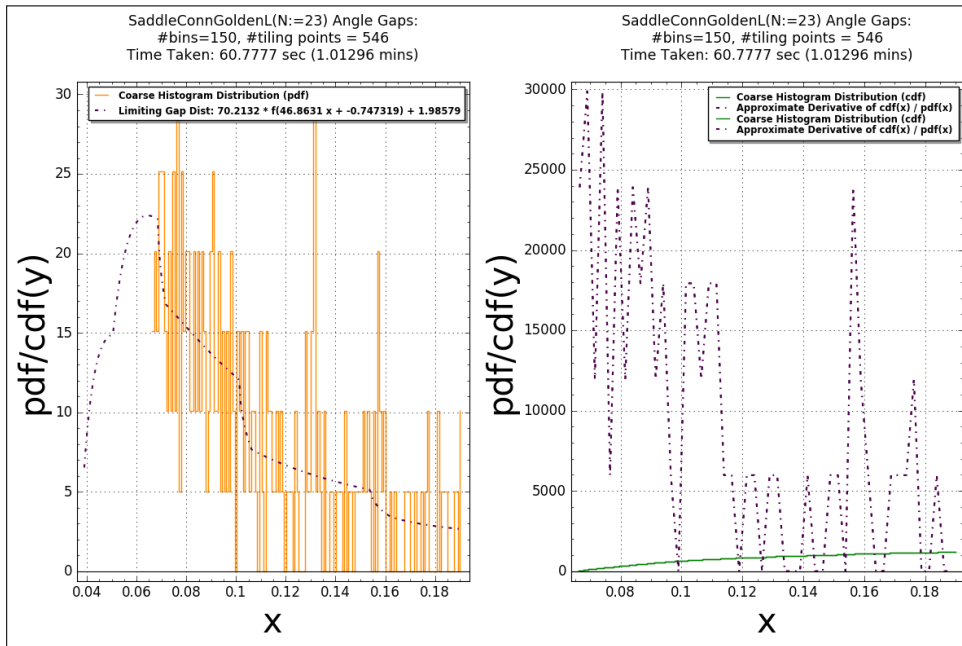 SaddleConnGoldenL(N:=23) Angle Gaps:
#bins=150, #tiling points = 546
Time Taken: 60.7777 sec (1.01296 mins)
30
25
20
15
10
5
0
pdf/cdf(y)
Coarse Histogram Distribution (pdf)
Limiting Gap Dist: 70.2132 * f(46.8631 x + -0.747319) + 1.98579
0.04 0.06 0.08 0.1 0.12 0.14 0.16 0.18
x
SaddleConnGoldenL(N:=23) Angle Gaps:
#bins=150, #tiling points = 546
Time Taken: 60.7777 sec (1.01296 mins)
30000
25000
20000
15000
10000
5000
0
pdf/cdf(y)
Coarse Histogram Distribution (cdf)
Approximate Derivative of cdf(x) / pdf(x)
Coarse Histogram Distribution (cdf)
Approximate Derivative of cdf(x) / pdf(x)
0.08 0.1 0.12 0.14 0.16 0.18
x